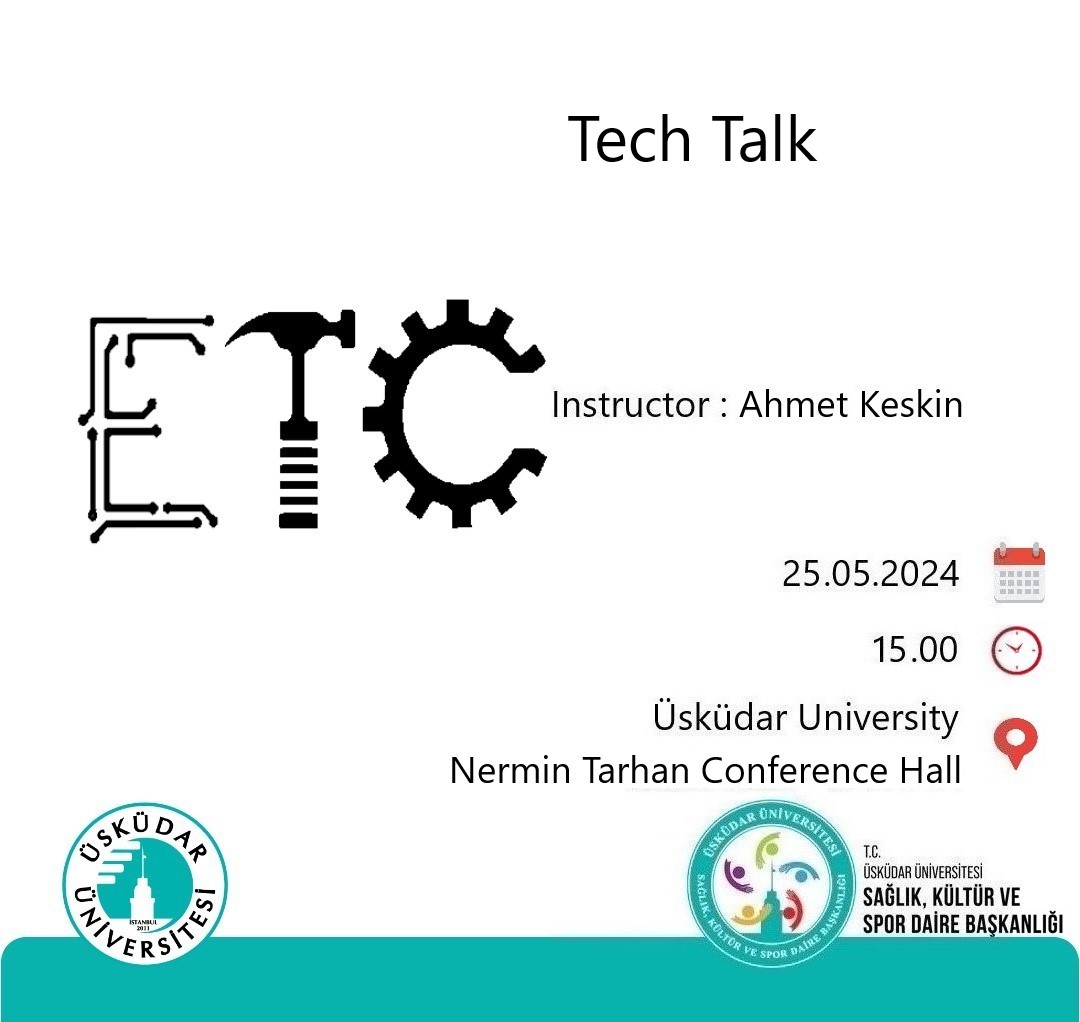 Tech Talk
ETC
Instructor : Ahmet Keskin
25.05.2024
15.00
Üsküdar University
Nermin Tarhan Conference Hall
ÜSKÜDAR ÜNİVERSİTESİ
İSTANBUL
2011
ÜSKÜDAR ÜNİVERSİTESİ
SAĞLIK, KÜLTÜR VE SPOR DAİRE BAŞKANLIĞI
T.C.
ÜSKÜDAR ÜNİVERSİTESİ
SAĞLIK, KÜLTÜR VE
SPOR DAİRE BAŞKANLIĞI